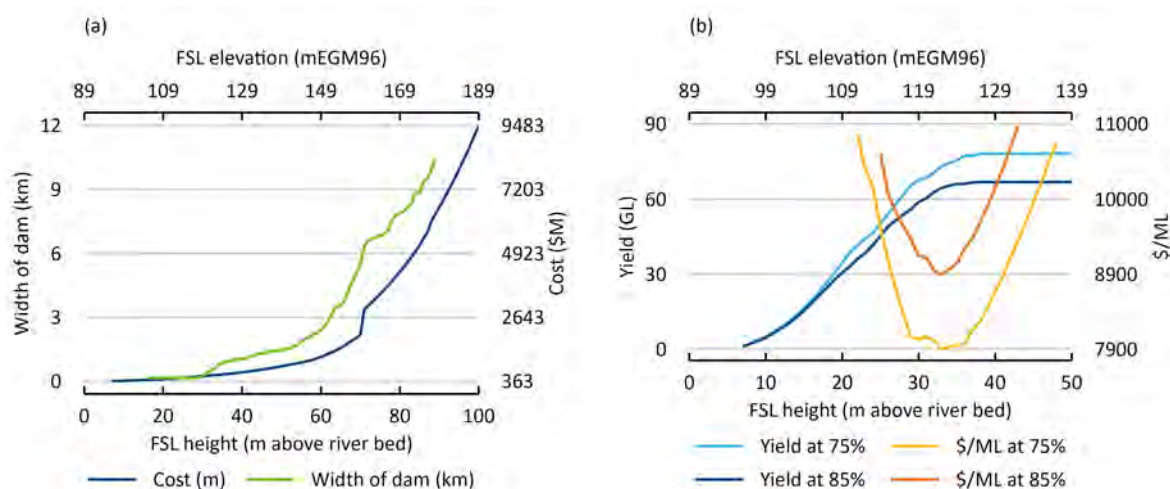 (a)
FSL elevation (mEGM96)
89 109 129 149 169 189
12 9 6 3 0
Width of dam (km)
9483 7203 4923 2643 363
Cost ($M)
0 20 40 60 80 100
FSL height (m above river bed)
Cost (m) Width of dam (km)
(b)
FSL elevation (mEGM96)
89 99 109 119 129 139
90 60 30 0
Yield (GL)
11000 10000 8900 7900
$/ML
0 10 20 30 40 50
FSL height (m above river bed)
Yield at 75% $/ML at 75%
Yield at 85% $/ML at 85%